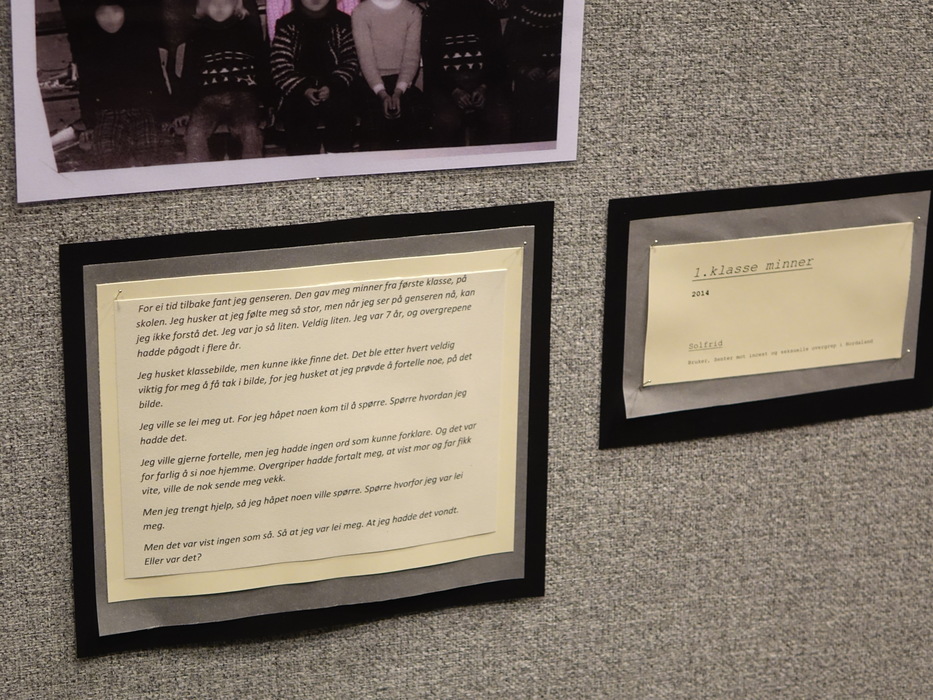 For ei tid tilbake fant jeg genseren. Den gav meg minner fra første klasse, på
skolen. Jeg husker at jeg følte meg så stor, men når jeg ser på genseren nå, kan
jeg ikke forstå det. Jeg var jo så liten. Veldig liten. Jeg var 7 år, og overgrepene
hadde pågodt i flere år.
Jeg husket klassebilde, men kunne ikke finne det. Det ble etter hvert veldig
viktig for meg å få tak i bilde, for jeg husket at jeg prøvde å fortelle noe, på det
bilde.
Jeg ville se lei meg ut. For jeg håpet noen kom til å spørre. Spørre hvordan jeg
hadde det.
Jeg ville gjerne fortelle, men jeg hadde ingen ord som kunne forklare. Og det var
for farlig å si noe hjemme. Overgriper hadde fortalt meg, at vist mor og far fikk
vite, ville de nok sende meg vekk.
Men jeg trengt hjelp, så jeg håpet noen ville spørre. Spørre hvorfor jeg var lei
meg.
Men det var vist ingen som så. Så at jeg var lei meg. At jeg hadde det vondt.
Eller var det?
1.klasse minner
2014
Solfrid
Bruker, Senter mot incest og seksuelle overgrep i Nordland